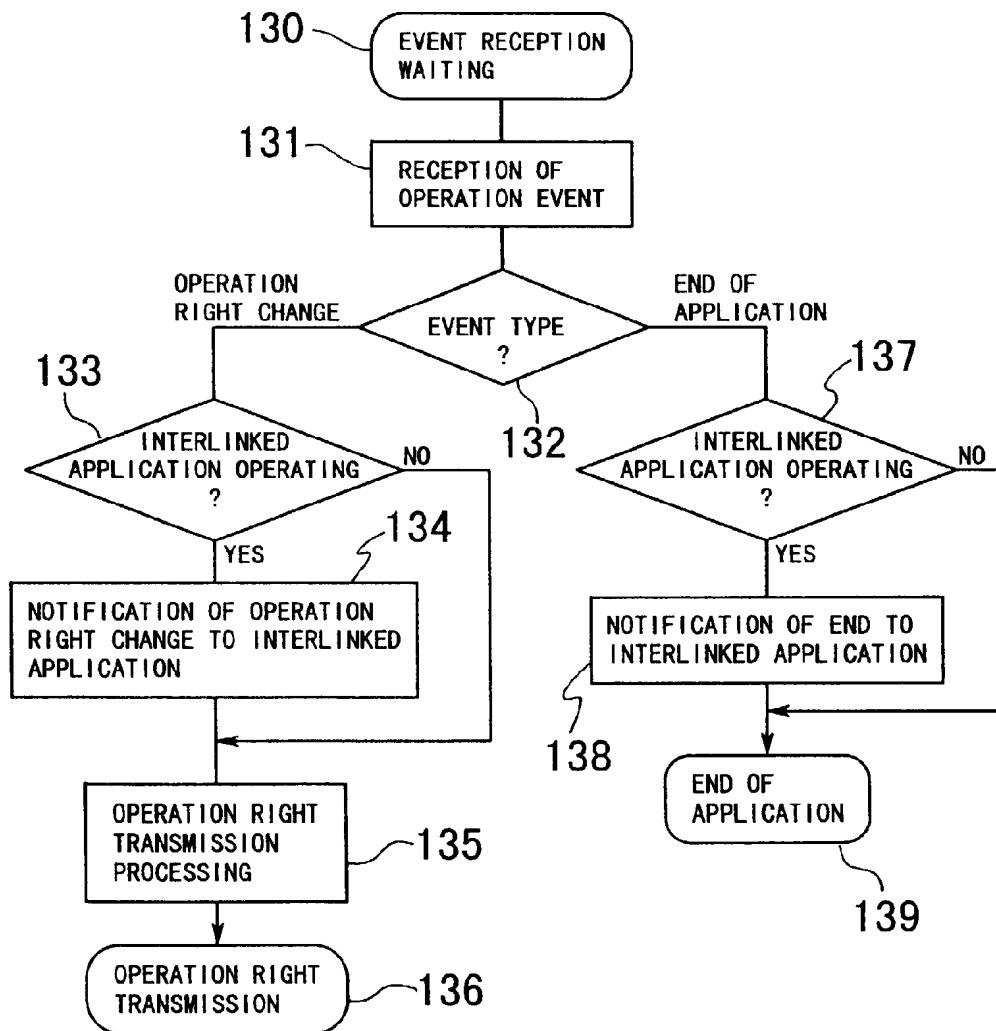 130
EVENT RECEPTION
WAITING
131
RECEPTION OF
OPERATION EVENT
OPERATION
RIGHT CHANGE
END OF
APPLICATION
EVENT TYPE
?
132
133
INTERLINKED
APPLICATION OPERATING
?
NO
YES
137
INTERLINKED
APPLICATION OPERATING
?
NO
YES
134
NOTIFICATION OF OPERATION
RIGHT CHANGE TO INTERLINKED
APPLICATION
NOTIFICATION OF END TO
INTERLINKED APPLICATION
138
OPERATION RIGHT
TRANSMISSION
PROCESSING
135
END OF
APPLICATION
139
OPERATION RIGHT
TRANSMISSION
136